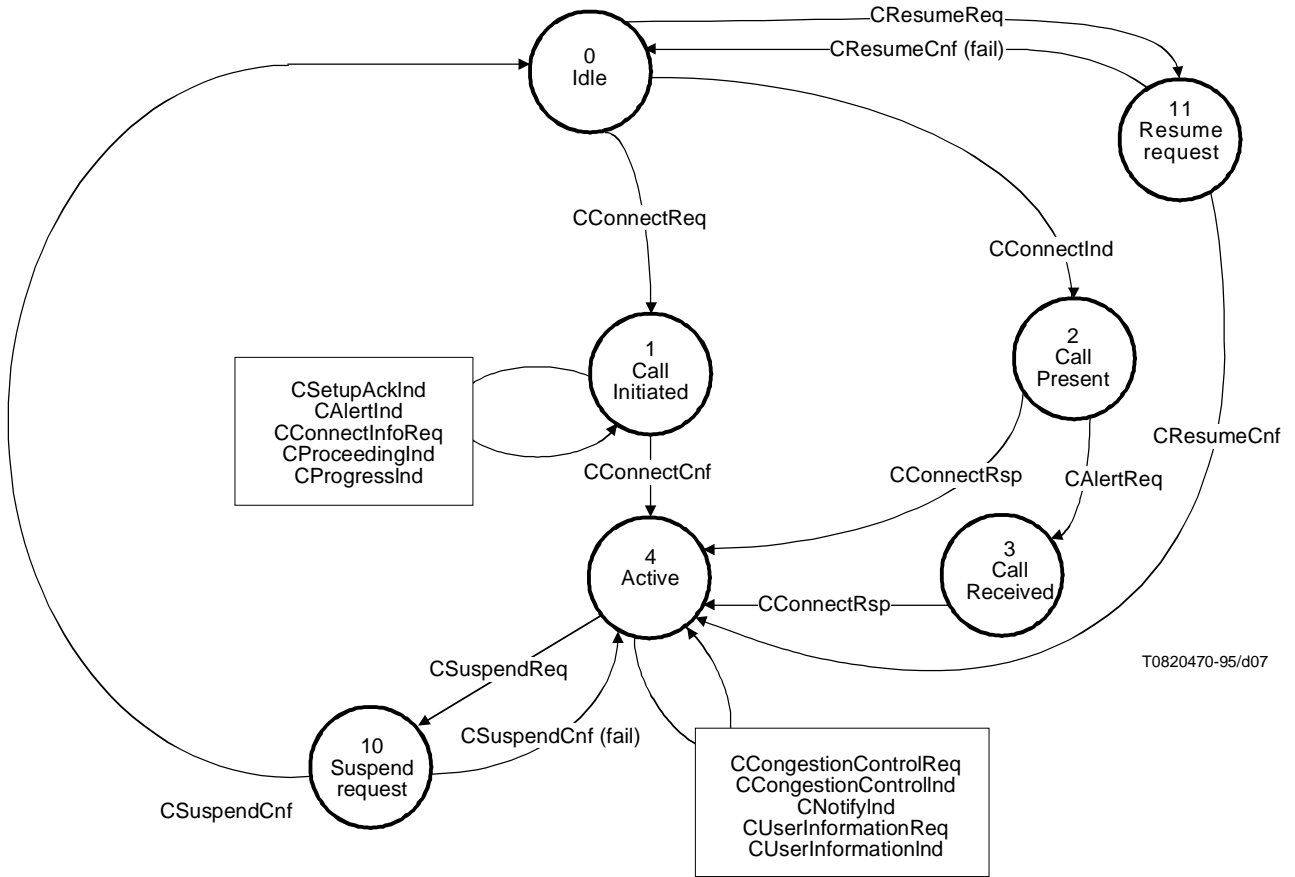 CResumeReq
CResumeCnf (fail)
0
Idle
11
Resume
request
CConnectReq
CConnectInd
1
Call
Initiated
2
Call
Present
CSetupAckInd
CAlertInd
CConnectInfoReq
CProceedingInd
CProgressInd
CResumeCnf
CConnectCnf
CConnectRsp
CAlertReq
4
Active
3
Call
Received
CConnectRsp
T0820470-95/d07
CSuspendReq
CSuspendCnf (fail)
10
Suspend
request
CSuspendCnf
CCongestionControlReq
CCongestionControlInd
CNotifyInd
CUserInformationReq
CUserInformationInd